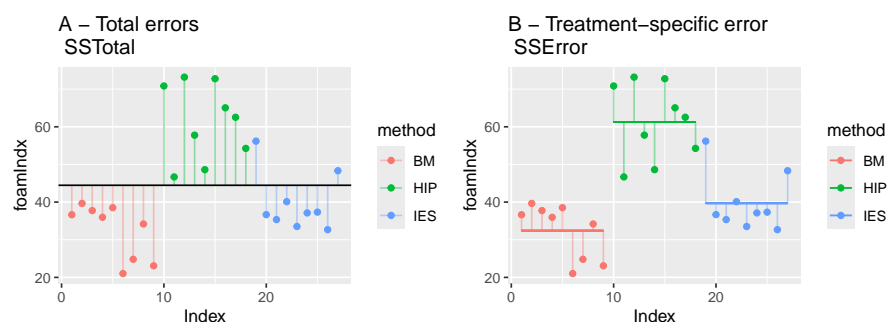 A – Total errors
SSTotal
foamIndx
60
40
20
0
10
20
Index
method
BM
HIP
IES
B – Treatment–specific error
SSError
foamIndx
60
40
20
0
10
20
Index
method
BM
HIP
IES